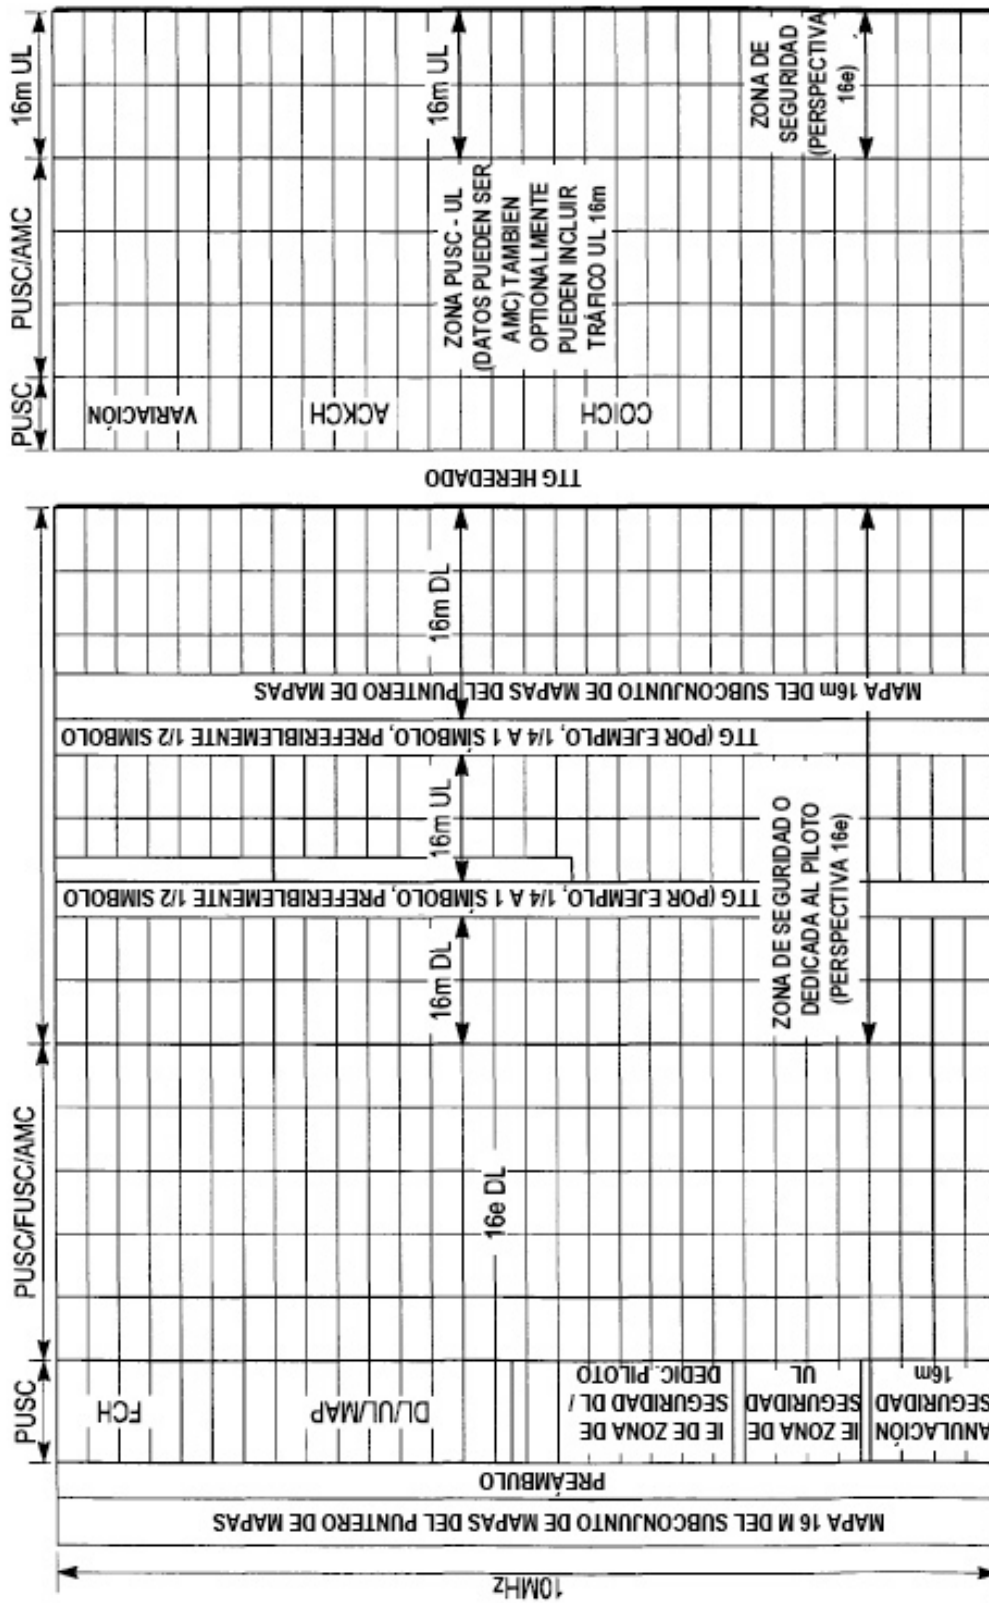 10MHz
MAPA 16 M DEL SUBCONJUNTO DE MAPAS DEL PUNTERO DE MAPAS
PREÁMBULO
PUSC
FCH
DL/UL/MAP
IE DE ZONA DE
SEGURIDAD DL /
DEDIC. PILOTO
IE ZONA DE
SEGURIDAD
UL
ANULACIÓN
SEGURIDAD
16m
PUSC/FUSC/AMC
16e DL
16m DL
TTG (POR EJEMPLO, 1/4 A 1 SÍMBOLO, PREFERIBLEMENTE 1/2 SIMBOLO
16m UL
TTG (POR EJEMPLO, 1/4 A 1 SÍMBOLO, PREFERIBLEMENTE 1/2 SIMBOLO
MAPA 16m DEL SUBCONJUNTO DE MAPAS DEL PUNTERO DE MAPAS
16m DL
ZONA DE SEGURIDAD O
DEDICADA AL PILOTO
(PERSPECTIVA 16e)
TTG HEREDADO
PUSC
VARIACIÓN
ACKCH
COICH
PUSC/AMC
ZONA PUSC - UL
(DATOS PUEDEN SER
AMC) TAMBIEN
OPTIONALMENTE
PUEDEN INCLUIR
TRÁFICO UL 16m
16m UL
16m UL
ZONA DE
SEGURIDAD
(PERSPECTIVA
16e)